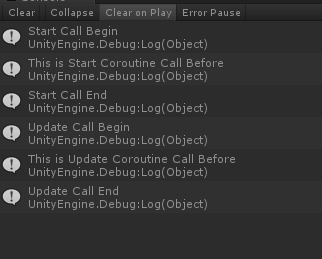 Clear Collapse Clear on Play Error Pause
Start Call Begin
UnityEngine.Debug:Log(Object)
This is Start Coroutine Call Before
UnityEngine.Debug:Log(Object)
Start Call End
UnityEngine.Debug:Log(Object)
Update Call Begin
UnityEngine.Debug:Log(Object)
This is Update Coroutine Call Before
UnityEngine.Debug:Log(Object)
Update Call End
UnityEngine.Debug:Log(Object)